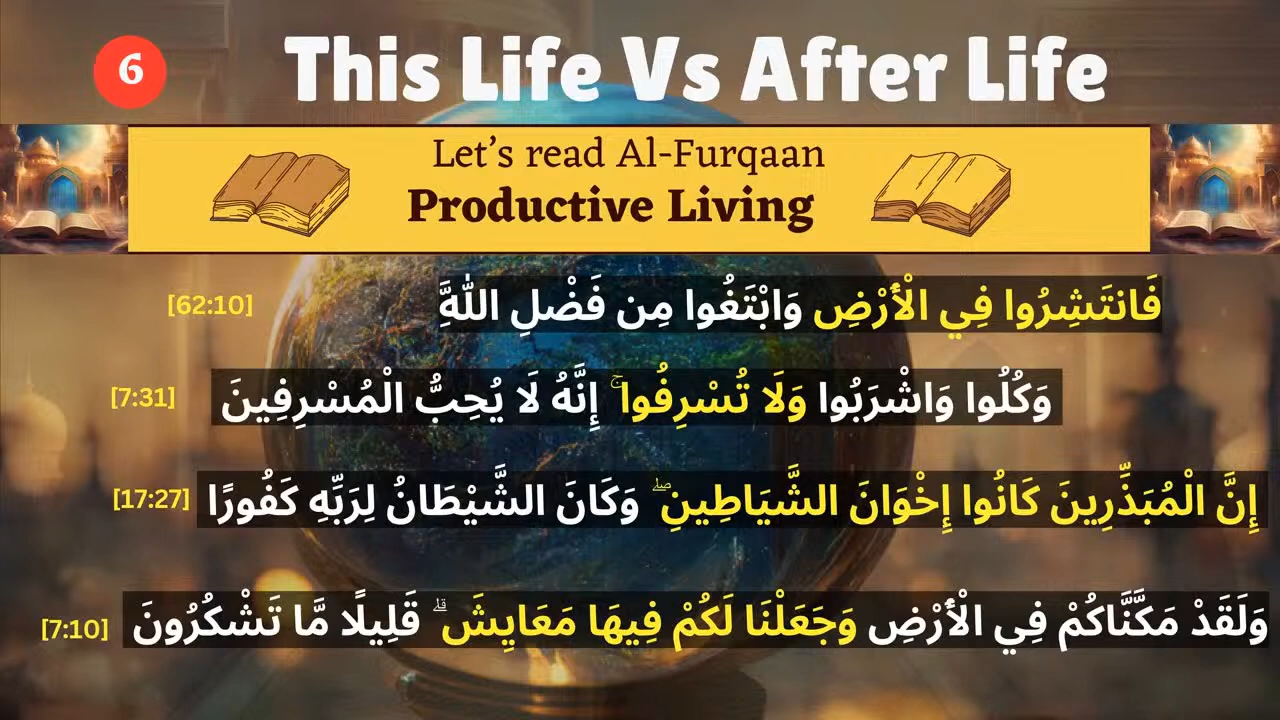 6
This Life Vs After Life
Let's read Al-Furqaan
Productive Living
فَانتَشِرُوا فِي الْأَرْضِ وَابْتَغُوا مِن فَضْلِ اللَّهَِّ [62:10]
وَكُلُوا وَاشْرَبُوا وَلَا تُسْرِفُوا ۚ إِنَّهُ لَا يُحِبُّ الْمُسْرِفِينَ [7:31]
إِنَّ الْمُبَذِّرِينَ كَانُوا إِخْوَانَ الشَّيَاطِينِ ۖ وَكَانَ الشَّيْطَانُ لِرَبِّهِ كَفُورًا [17:27]
وَلَقَدْ مَكَّنَّاكُمْ فِي الْأَرْضِ وَجَعَلْنَا لَكُمْ فِيهَا مَعَايِشَ ۗ قَلِيلًا مَّا تَشْكُرُونَ [7:10]